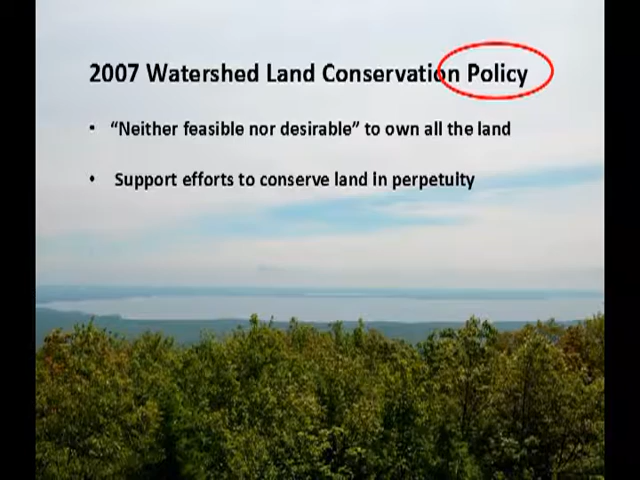 2007 Watershed Land Conservation Policy
• “Neither feasible nor desirable” to own all the land
• Support efforts to conserve land in perpetuity